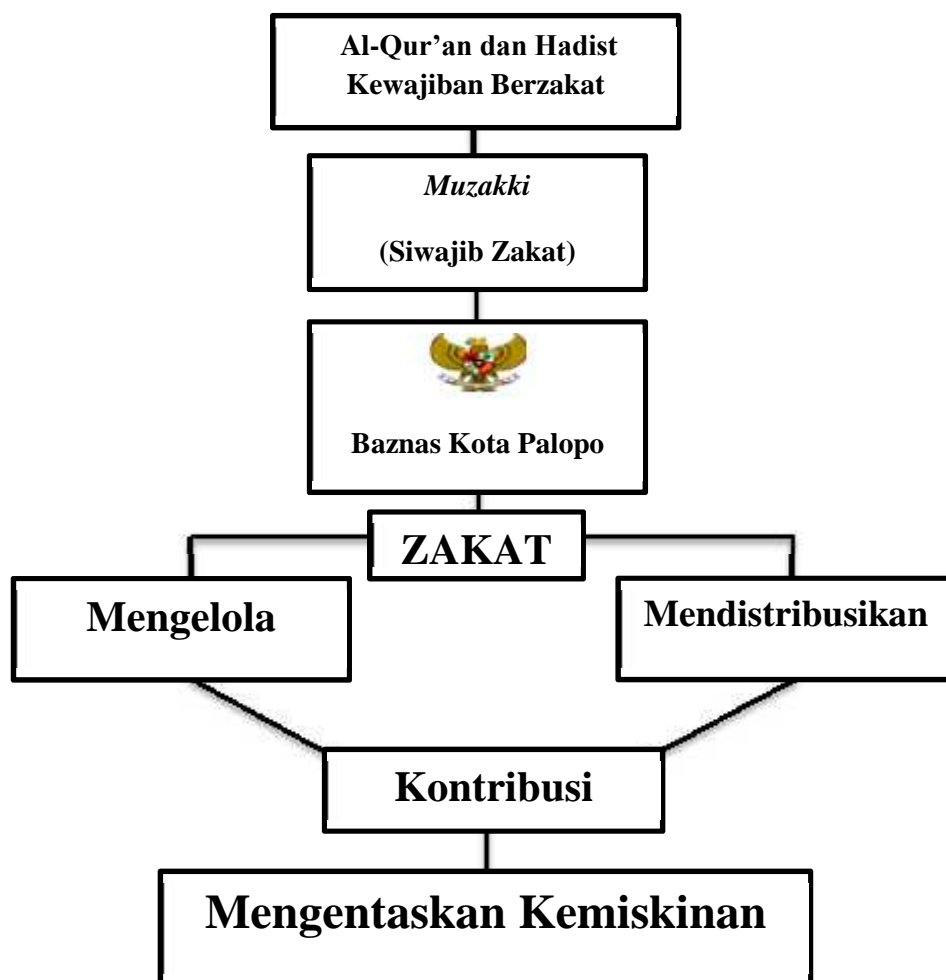 Al-Qur’an dan Hadist
Kewajiban Berzakat
Muzakki
(Siwajib Zakat)
Baznas Kota Palopo
ZAKAT
Mengelola
Mendistribusikan
Kontribusi
Mengentaskan Kemiskinan